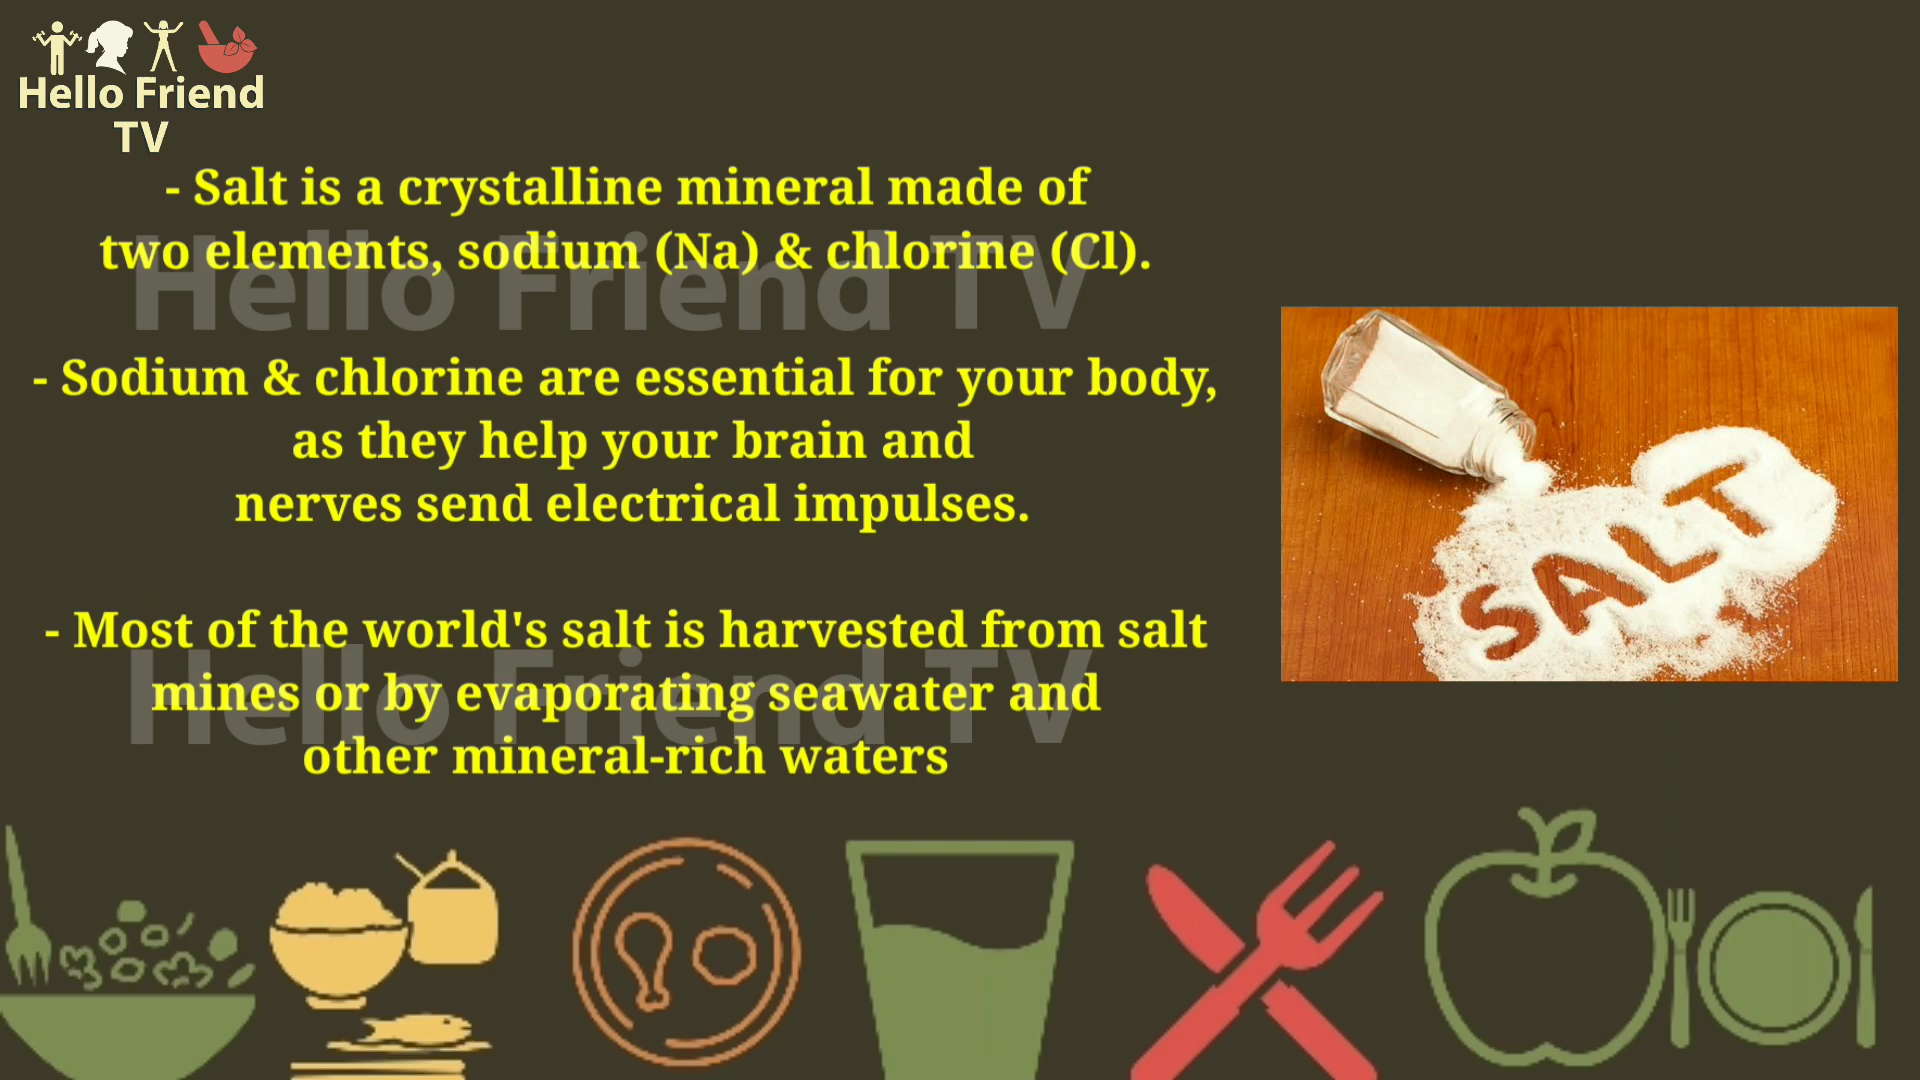 Hello Friend
TV
- Salt is a crystalline mineral made of
two elements, sodium (Na) & chlorine (Cl).
Hello Friend TV
- Sodium & chlorine are essential for your body,
as they help your brain and
nerves send electrical impulses.
SALT
- Most of the world's salt is harvested from salt
mines or by evaporating seawater and
Hello Friend TV
other mineral-rich waters